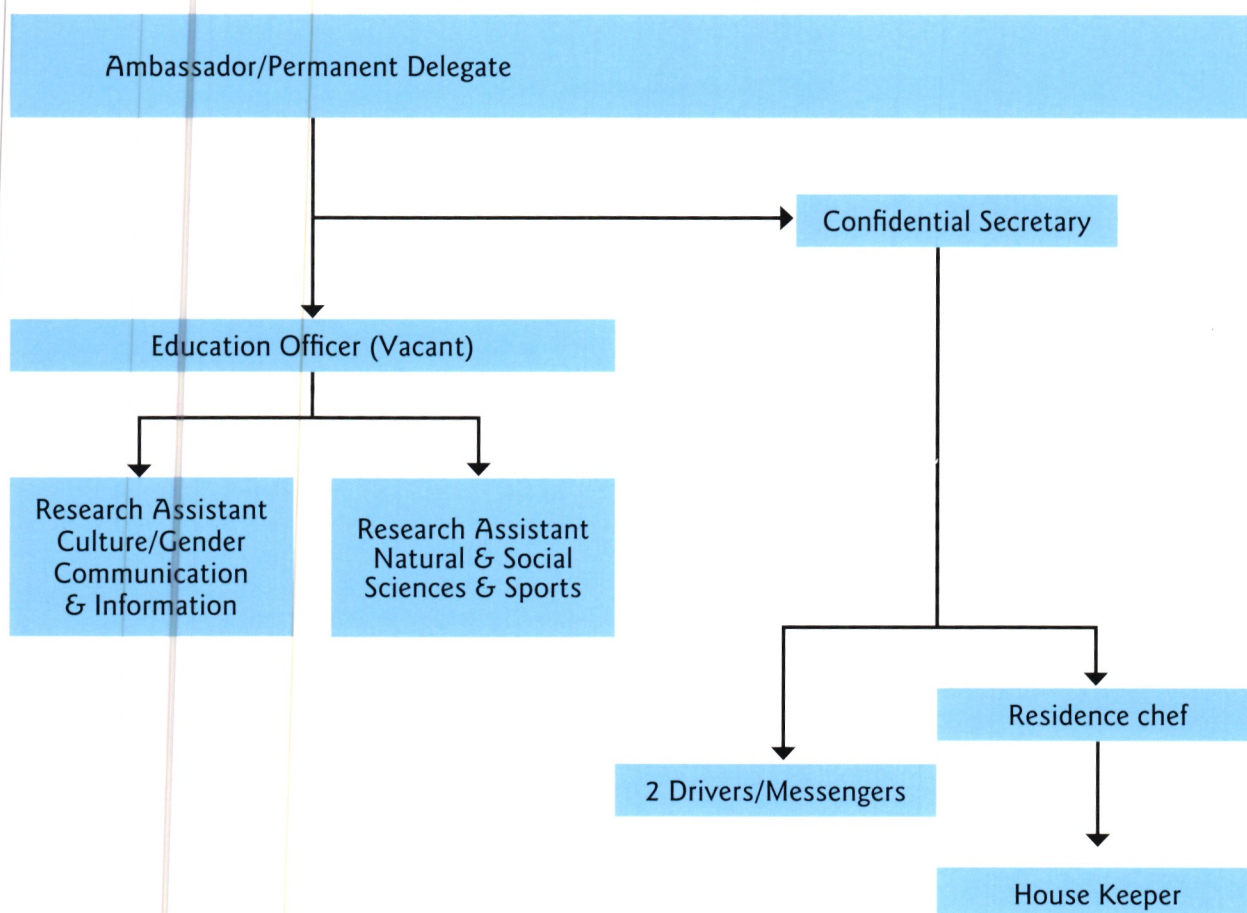 Ambassador/Permanent Delegate
Confidential Secretary
Education Officer (Vacant)
Research Assistant
Culture/Gender
Communication
& Information
Research Assistant
Natural & Social
Sciences & Sports
Residence chef
2 Drivers/Messengers
House Keeper